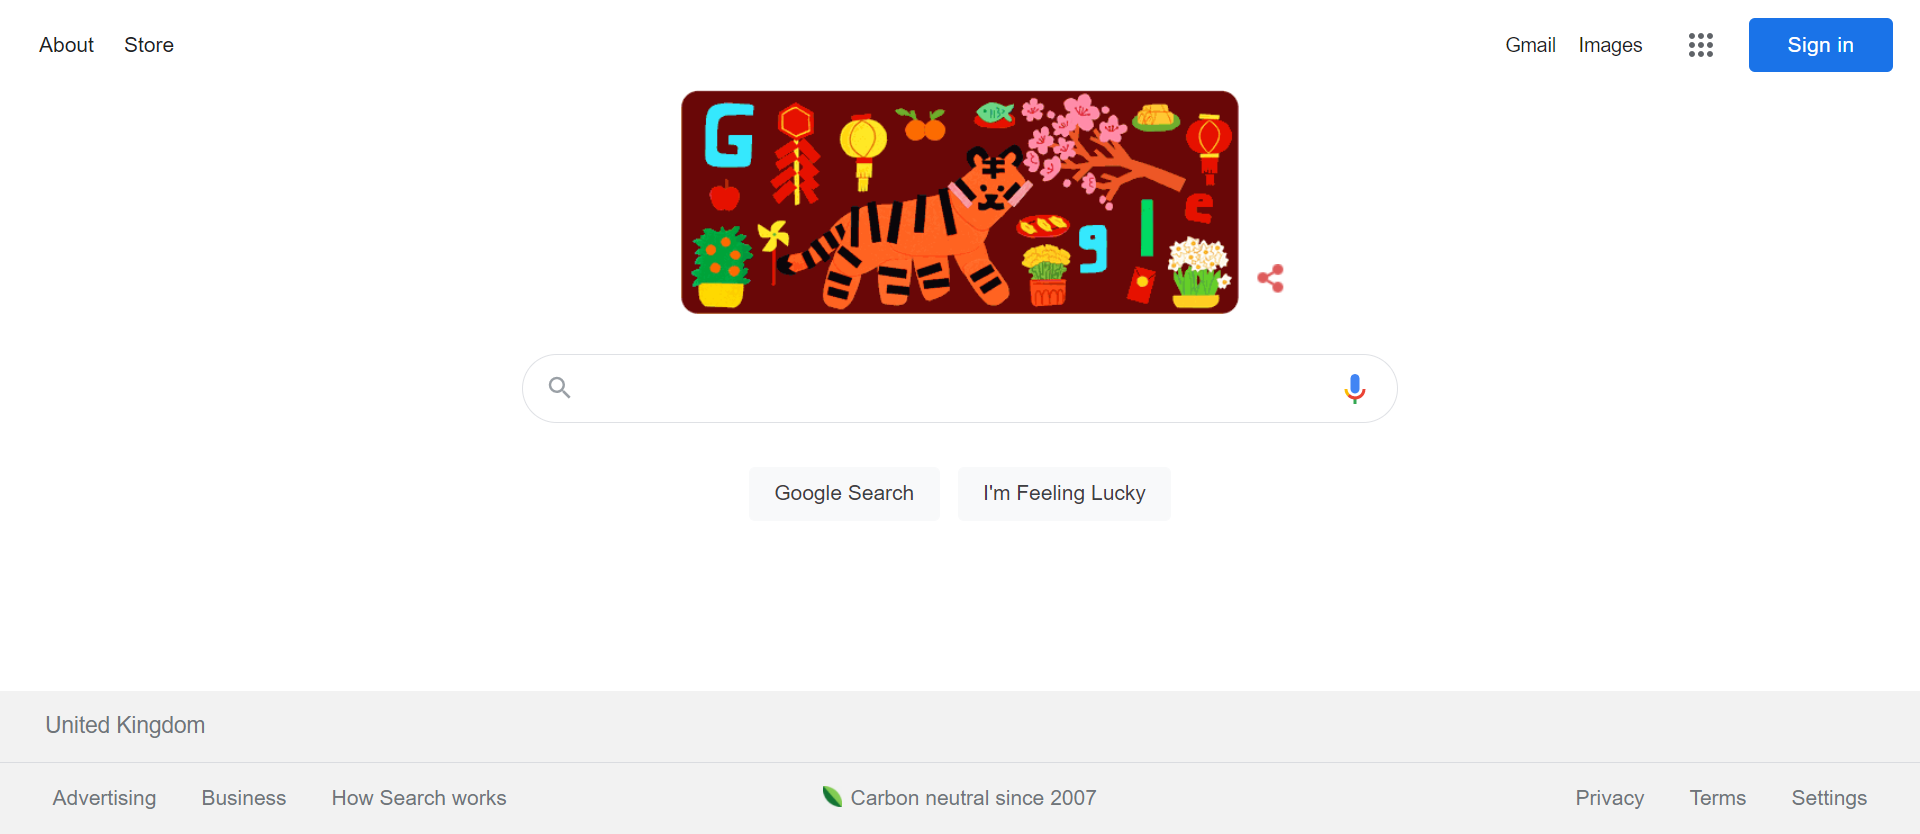 About Store
Gmail Images
Sign in
G g l e
Google Search
I'm Feeling Lucky
United Kingdom
Advertising Business How Search works
Carbon neutral since 2007
Privacy Terms Settings